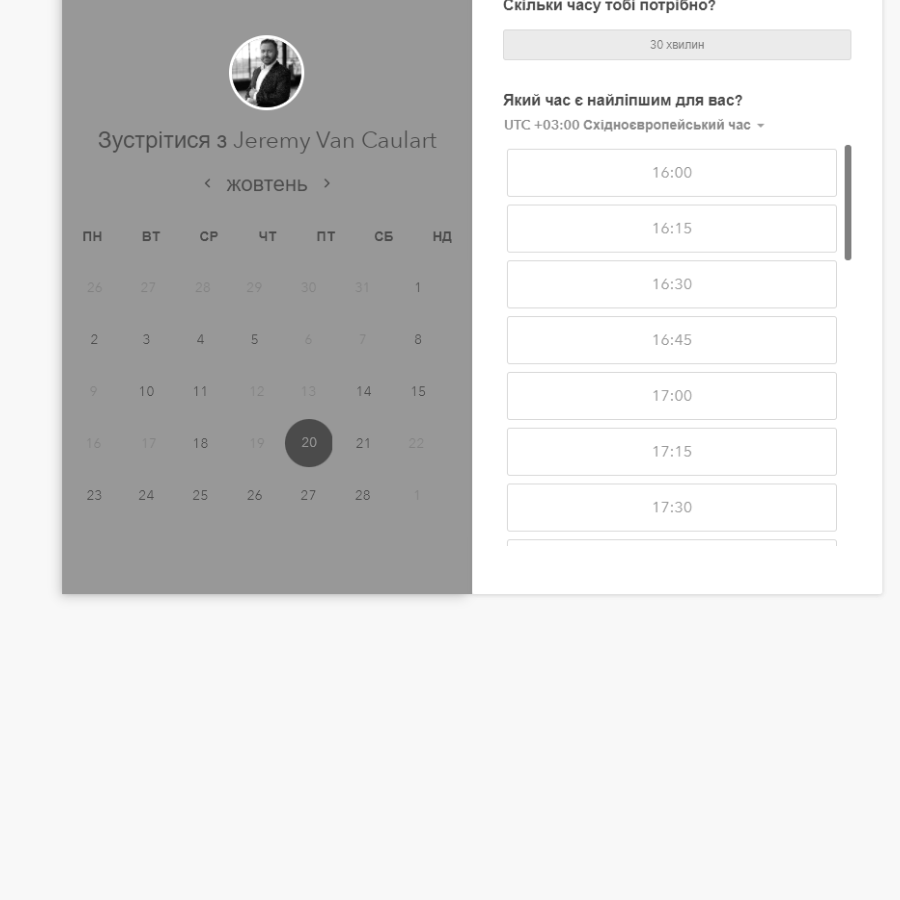 Зустрітися з Jeremy Van Caulart
жовтень
ПН ВТ СР ЧТ ПТ СБ НД
26 27 28 29 30 31 1
2 3 4 5 6 7 8
9 10 11 12 13 14 15
16 17 18 19 20 21 22
23 24 25 26 27 28 1
Скільки часу тобі потрібно?
30 хвилин
Який час є найліпшим для вас?
UTC +03:00 Східноєвропейський час
16:00
16:15
16:30
16:45
17:00
17:15
17:30